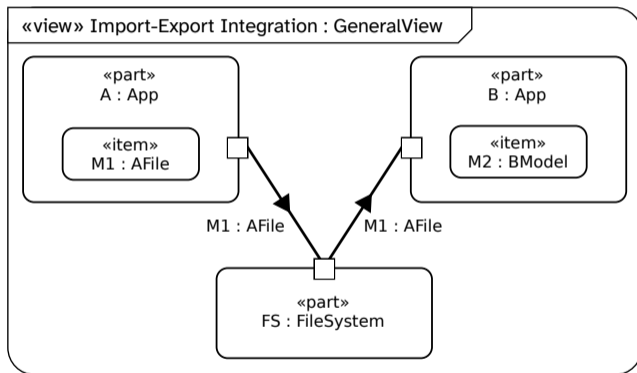 «view» Import-Export Integration : GeneralView
«part»
A : App
«item»
M1 : AFile
«part»
B : App
«item»
M2 : BModel
M1 : AFile
M1 : AFile
«part»
FS : FileSystem